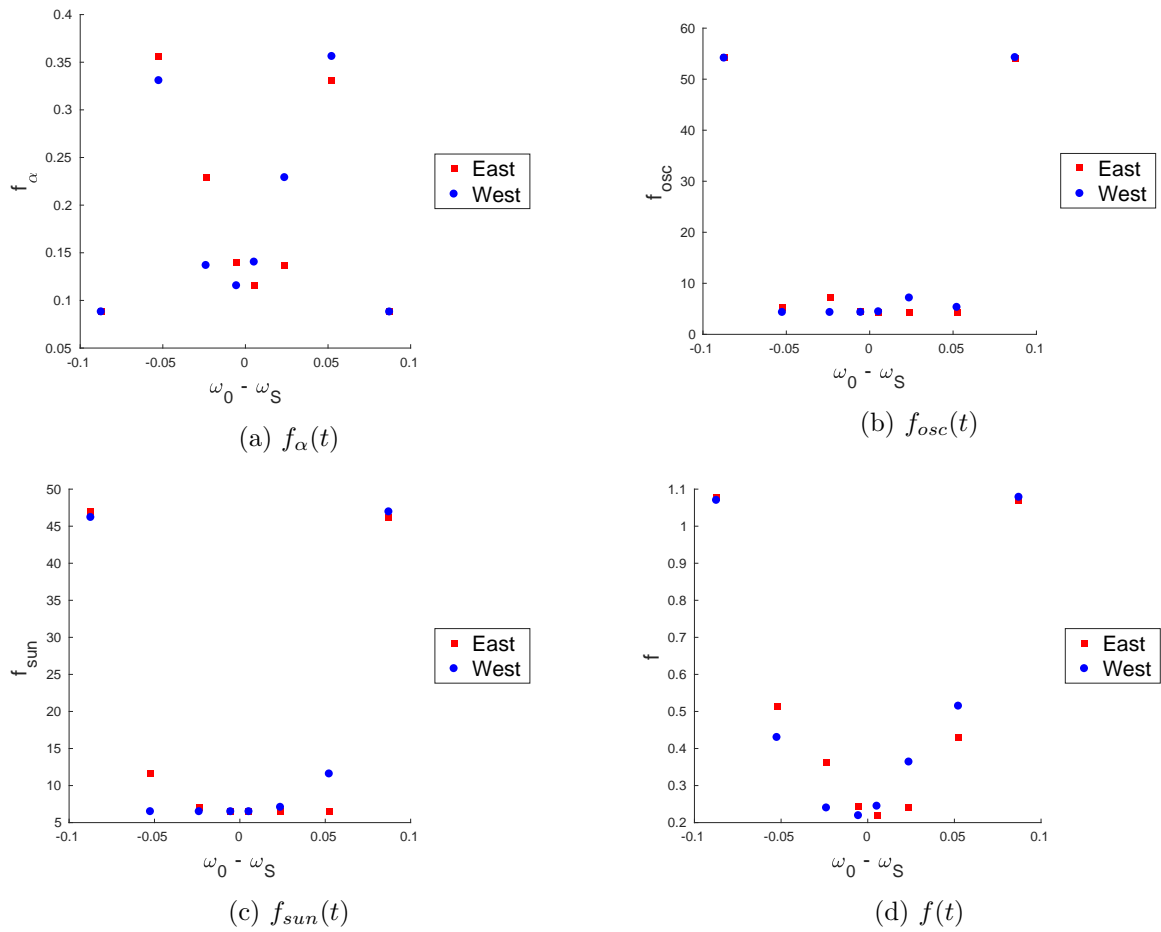 0.4
0.35
0.3
0.25
0.2
0.15
0.1
0.05
-0.1
-0.05
0
0.05
0.1
f_α
ω_0 - ω_S
East
West
(a) f_α(t)
60
50
40
30
20
10
0
-0.1
-0.05
0
0.05
0.1
f_osc
ω_0 - ω_S
East
West
(b) f_osc(t)
50
45
40
35
30
25
20
15
10
5
-0.1
-0.05
0
0.05
0.1
f_sun
ω_0 - ω_S
East
West
(c) f_sun(t)
1.1
1
0.9
0.8
0.7
0.6
0.5
0.4
0.3
0.2
-0.1
-0.05
0
0.05
0.1
f
ω_0 - ω_S
East
West
(d) f(t)